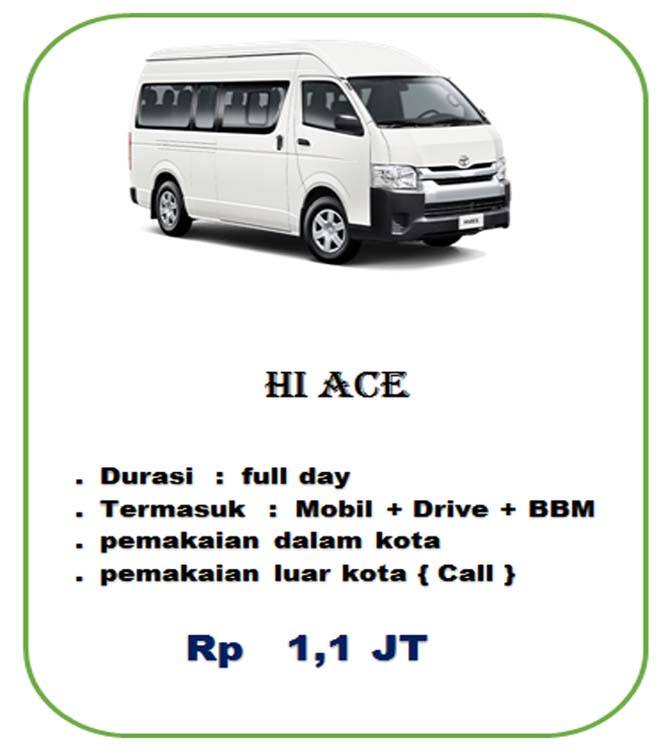 HI ACE
. Durasi : full day
. Termasuk : Mobil + Drive + BBM
. pemakaian dalam kota
. pemakaian luar kota { Call }
Rp 1,1 JT